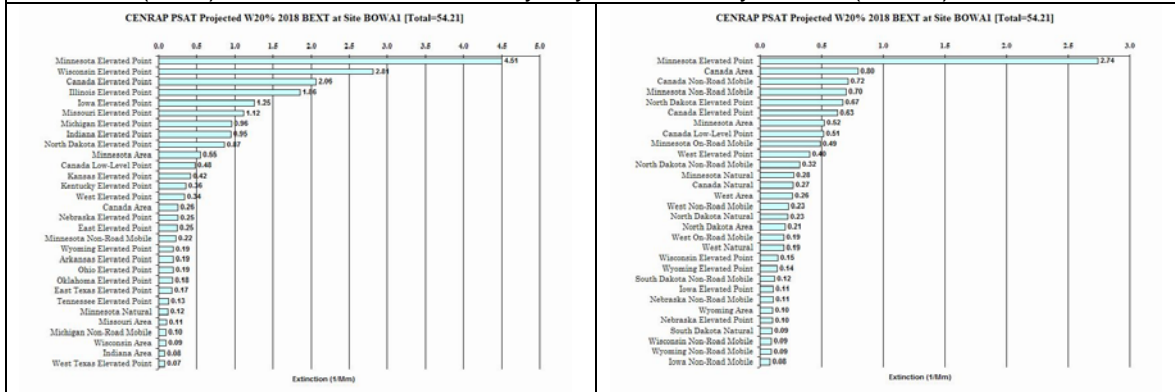 CENRAP PSAT Projected W20% 2018 BEXT at Site BOWA1 [Total=54.21]
0.0 0.5 1.0 1.5 2.0 2.5 3.0 3.5 4.0 4.5 5.0
Minnesota Elevated Point 4.51
Wisconsin Elevated Point 2.81
Canada Elevated Point 2.06
Illinois Elevated Point 1.86
Iowa Elevated Point 1.25
Missouri Elevated Point 1.12
Michigan Elevated Point 0.96
Indiana Elevated Point 0.95
North Dakota Elevated Point 0.87
Minnesota Area 0.55
Canada Low-Level Point 0.48
Kansas Elevated Point 0.42
Kentucky Elevated Point 0.36
West Elevated Point 0.34
Canada Area 0.26
Nebraska Elevated Point 0.25
East Elevated Point 0.25
Minnesota Non-Road Mobile 0.22
Wyoming Elevated Point 0.19
Arkansas Elevated Point 0.19
Ohio Elevated Point 0.19
Oklahoma Elevated Point 0.18
East Texas Elevated Point 0.17
Tennessee Elevated Point 0.13
Minnesota Natural 0.12
Missouri Area 0.11
Michigan Non-Road Mobile 0.10
Wisconsin Area 0.09
Indiana Area 0.08
West Texas Elevated Point 0.07
Extinction (1/Mm)
CENRAP PSAT Projected W20% 2018 BEXT at Site BOWA1 [Total=54.21]
0.0 0.5 1.0 1.5 2.0 2.5 3.0
Minnesota Elevated Point 2.74
Canada Area 0.80
Canada Non-Road Mobile 0.72
Minnesota Non-Road Mobile 0.70
North Dakota Elevated Point 0.67
Canada Elevated Point 0.63
Minnesota Area 0.52
Canada Low-Level Point 0.51
Minnesota On-Road Mobile 0.49
West Elevated Point 0.40
North Dakota Non-Road Mobile 0.32
Minnesota Natural 0.28
Canada Natural 0.27
West Area 0.26
West Non-Road Mobile 0.23
North Dakota Natural 0.23
North Dakota Area 0.21
West On-Road Mobile 0.19
West Natural 0.19
Wisconsin Elevated Point 0.15
Wyoming Elevated Point 0.14
South Dakota Non-Road Mobile 0.12
Iowa Elevated Point 0.11
Nebraska Non-Road Mobile 0.11
Wyoming Area 0.10
Nebraska Elevated Point 0.10
South Dakota Natural 0.09
Wisconsin Non-Road Mobile 0.09
Wyoming Non-Road Mobile 0.09
Iowa Non-Road Mobile 0.08
Extinction (1/Mm)